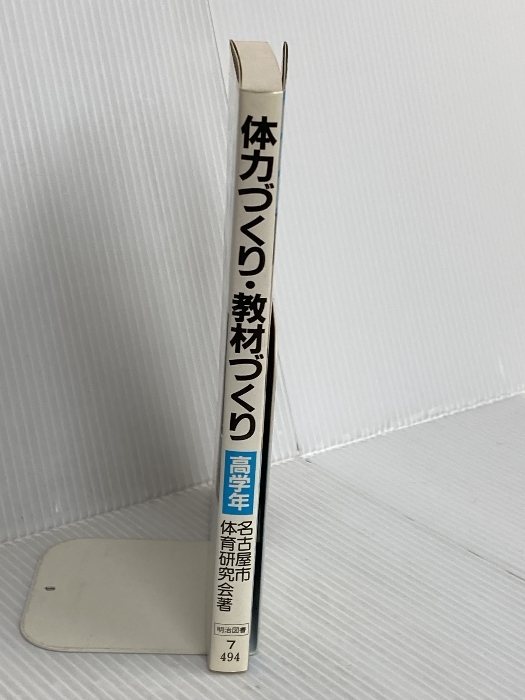 体力づくり・教材づくり
高学年
名古屋市
体育研究会著
明治図書
7
494